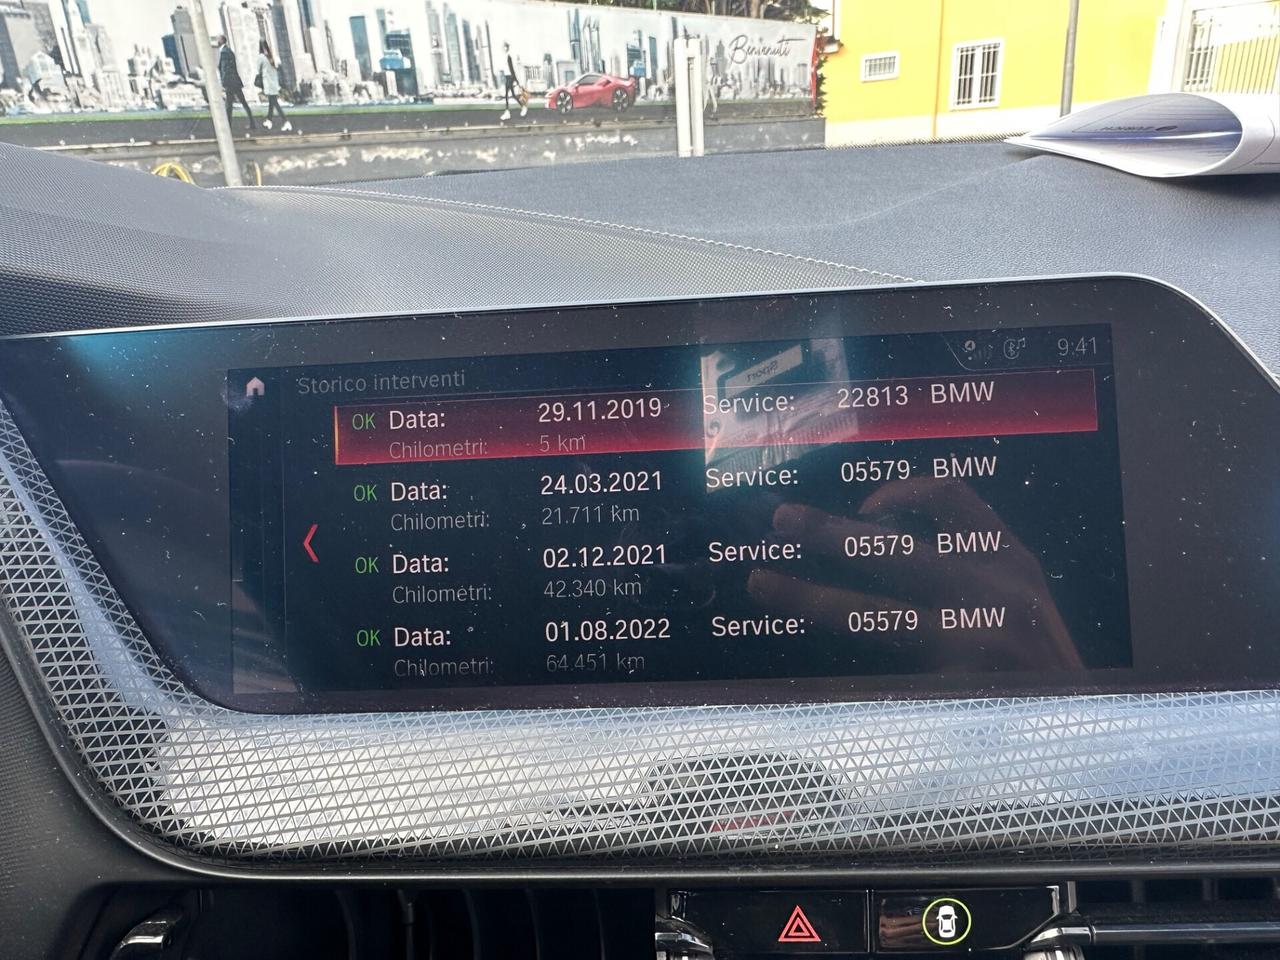 Benvenuti
9:41
Storico interventi
OK Data: 29.11.2019 Service: 22813 BMW
Chilometri: 5 km
OK Data: 24.03.2021 Service: 05579 BMW
Chilometri: 21.711 km
OK Data: 02.12.2021 Service: 05579 BMW
Chilometri: 42.340 km
OK Data: 01.08.2022 Service: 05579 BMW
Chilometri: 64.451 km